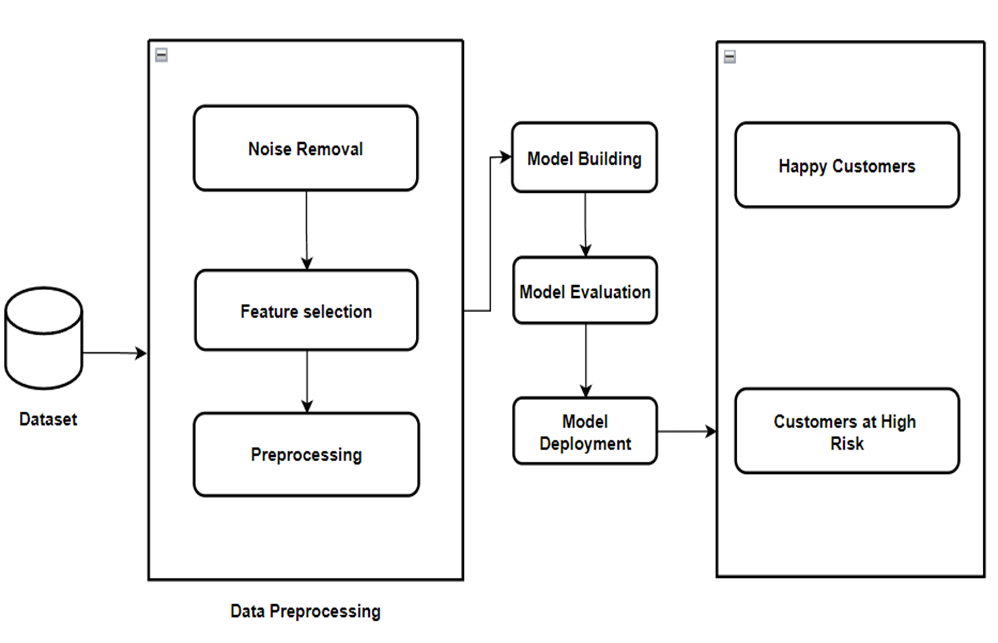 Dataset
Noise Removal
Feature selection
Preprocessing
Data Preprocessing
Model Building
Model Evaluation
Model
Deployment
Happy Customers
Customers at High
Risk